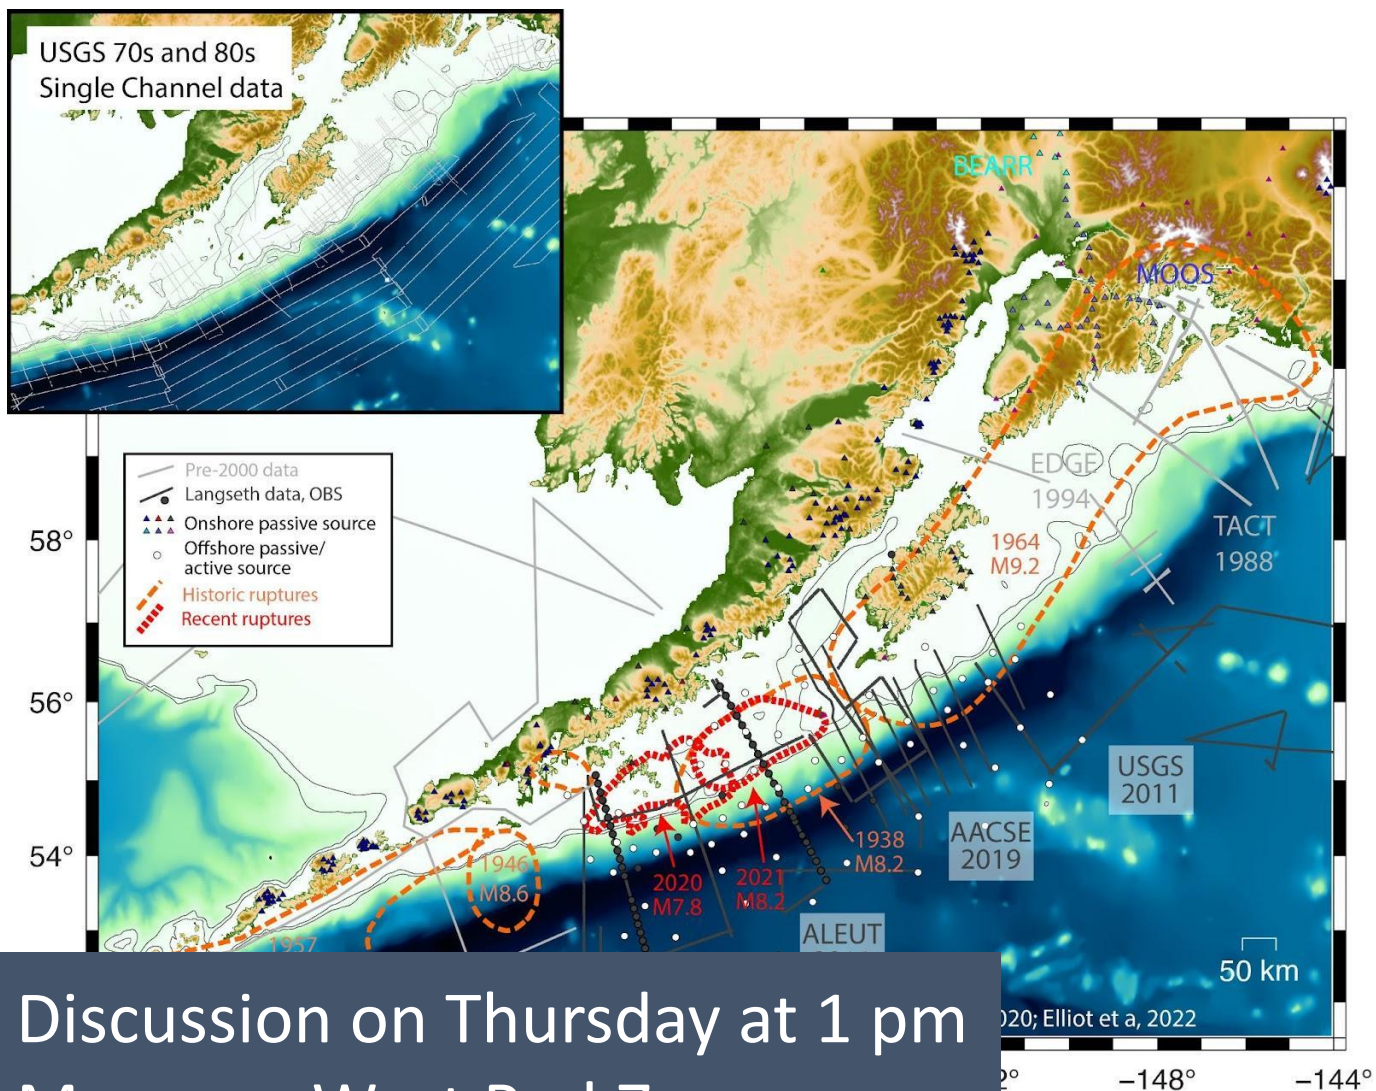 USGS 70s and 80s
Single Channel data
BEARR
MOOS
Pre-2000 data
Langseth data, OBS
Onshore passive source
Offshore passive/
active source
Historic ruptures
Recent ruptures
EDGE
1994
TACT
1988
1964
M9.2
58°
56°
54°
USGS
2011
AACSE
2019
1938
M8.2
2021
M8.2
2020
M7.8
1946
M8.6
1957
ALEUT
50 km
020; Elliot et a, 2022
Discussion on Thursday at 1 pm
2°
−148°
−144°